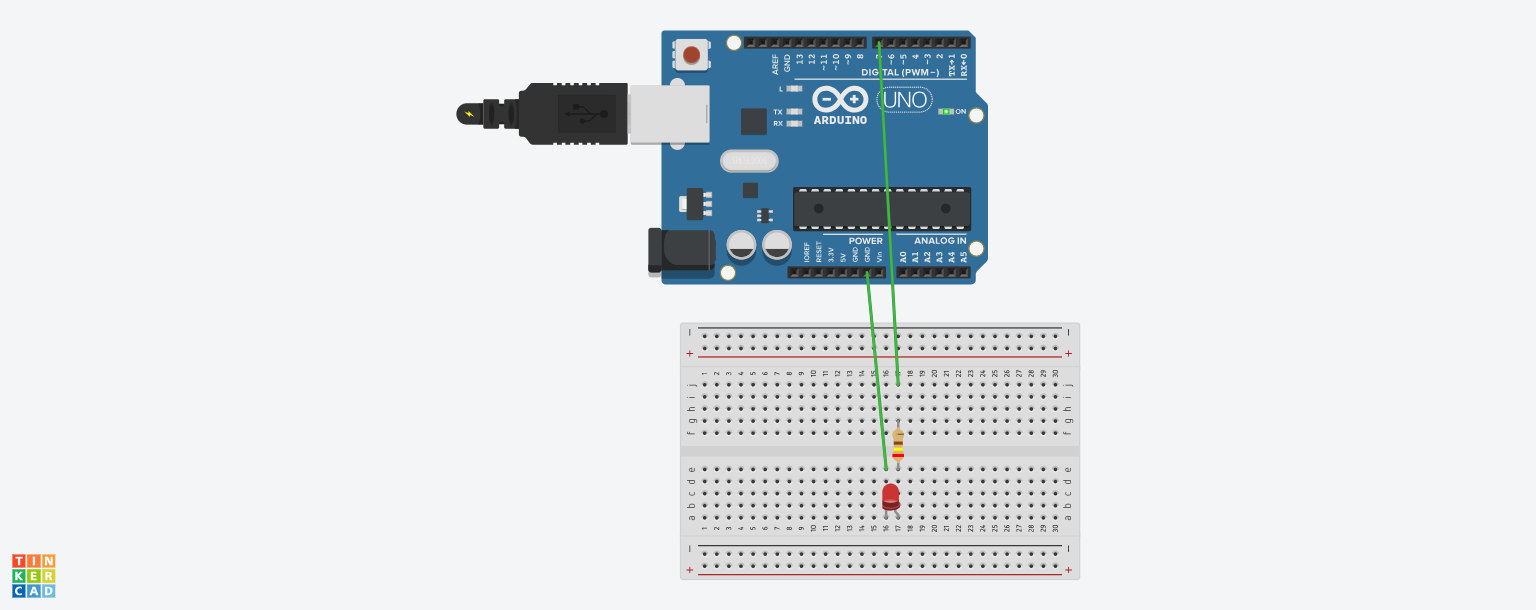 AREF
GND
13
12
~11
~10
~9
8
~6
~5
4
~3
2
TX→1
RX←0
DIGITAL (PWM~)
L
TX
RX
ARDUINO
UNO
ON
POWER
ANALOG IN
IOREF
RESET
3.3V
5V
GND
GND
Vin
A0
A1
A2
A3
A4
A5
1 2 3 4 5 6 7 8 9 10 11 12 13 14 15 16 18 19 20 21 22 23 24 25 26 27 28 29 30
j j
i i
h h
g g
f f
e e
d d
c c
b b
a a
1 2 3 4 5 6 7 8 9 10 11 12 13 14 15 16 17 18 19 20 21 22 23 24 25 26 27 28 29 30
TIN
KER
CAD